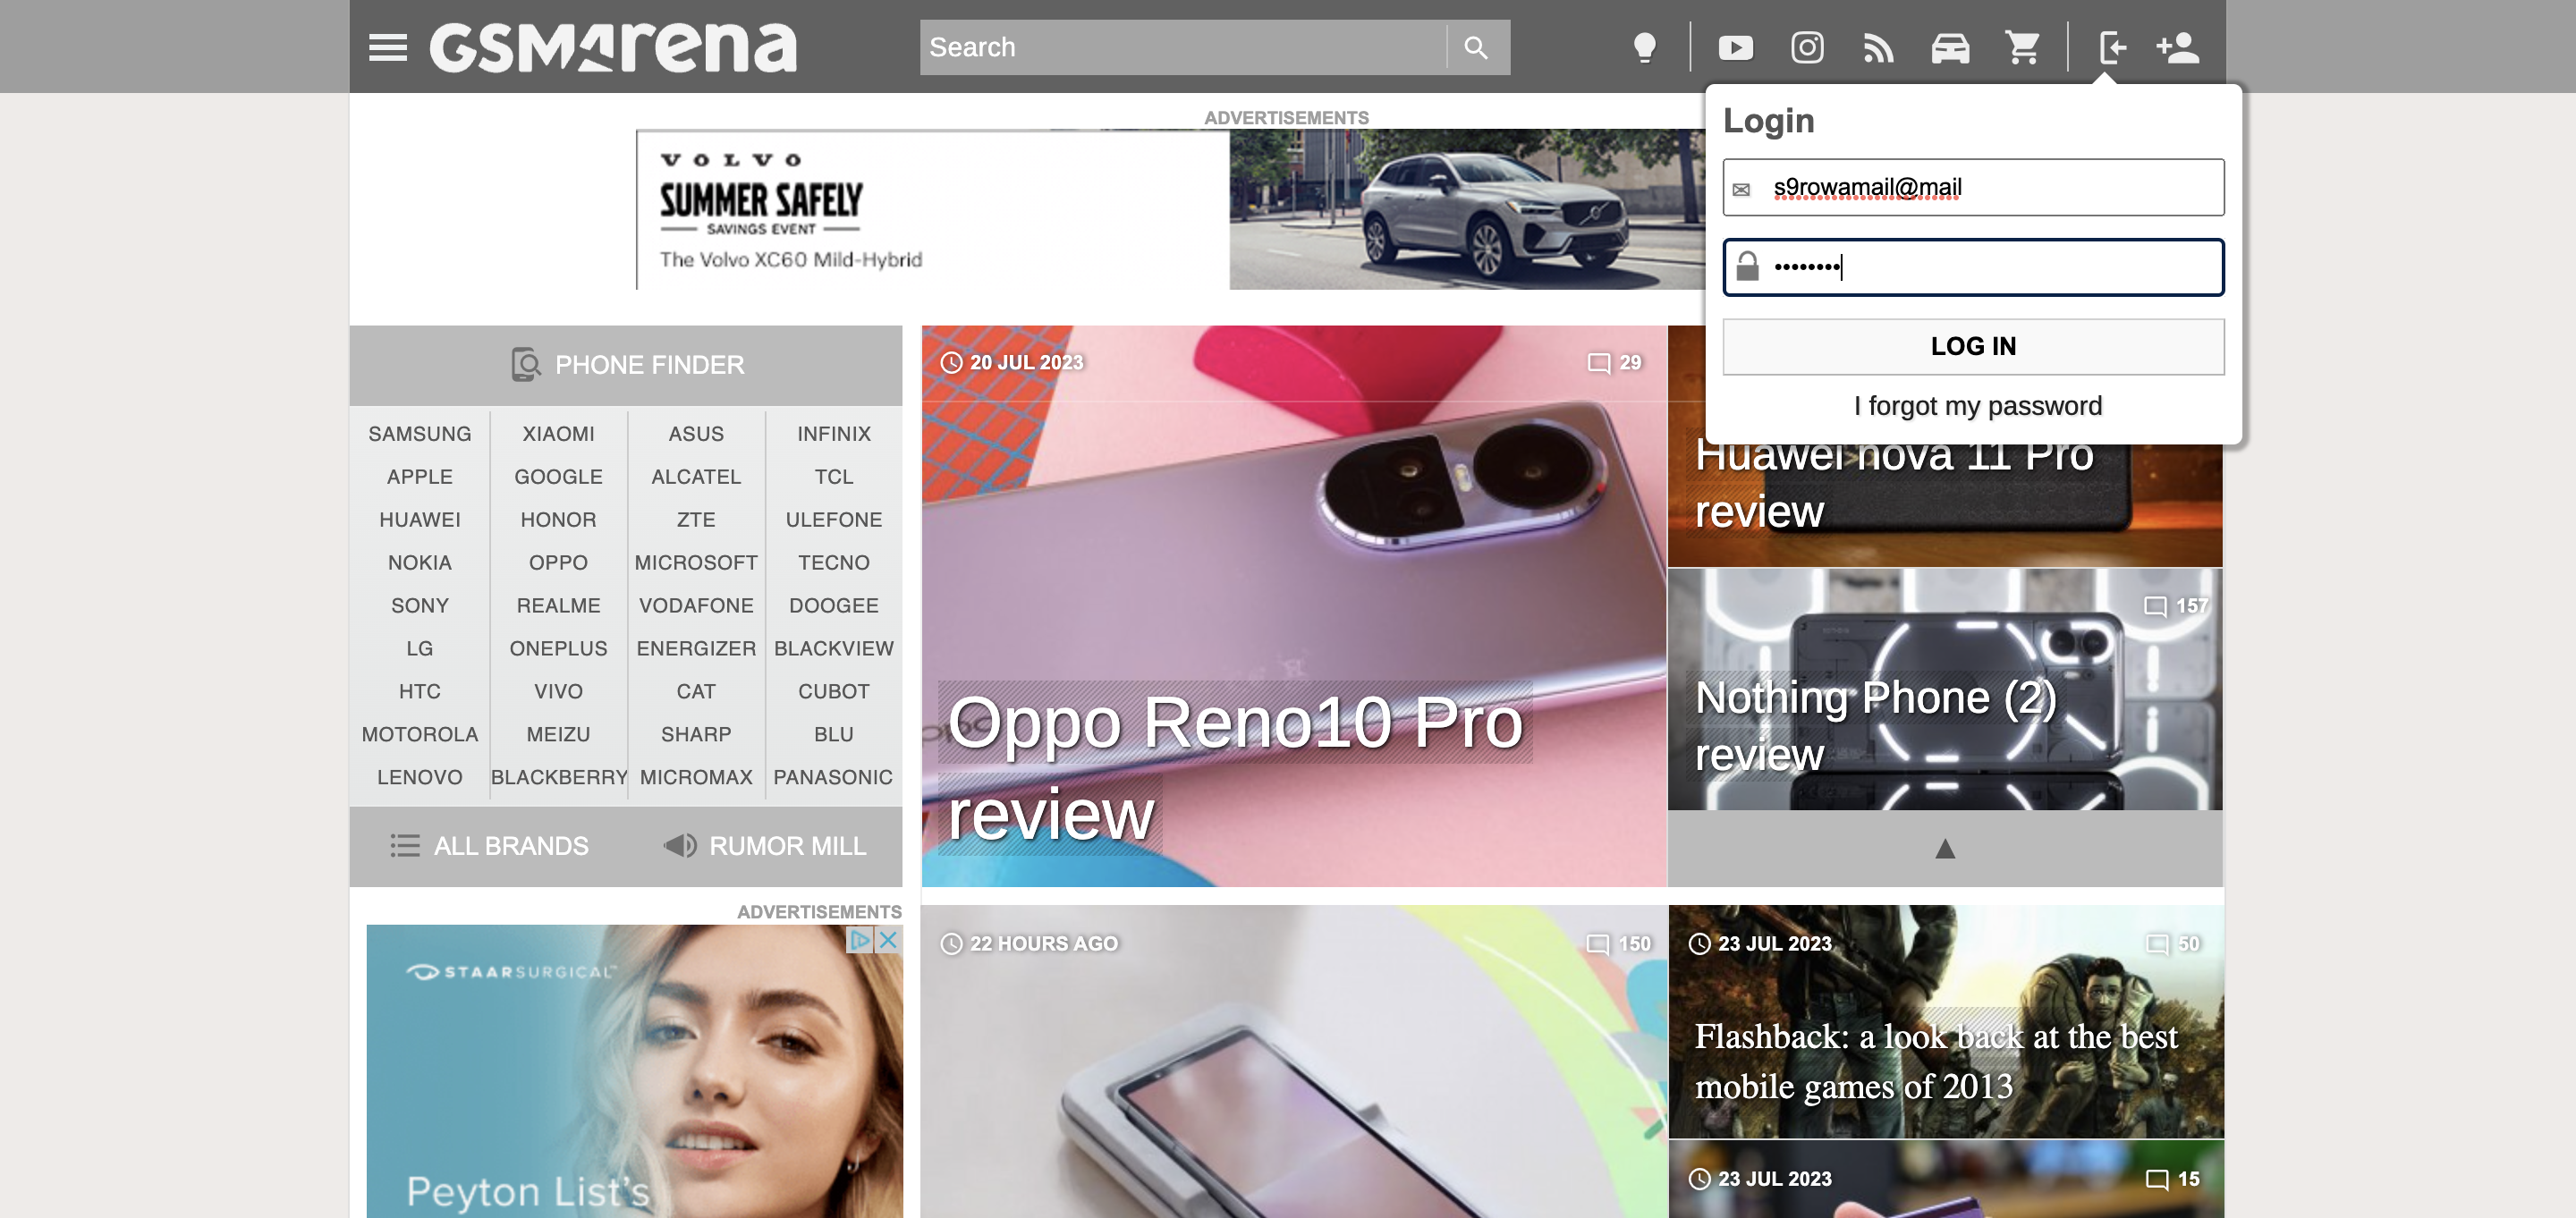 GSMArena
Search
ADVERTISEMENTS
VOLVO
SUMMER SAFELY
SAVINGS EVENT
The Volvo XC60 Mild-Hybrid
Login
s9rowamail@mail
••••••••
LOG IN
I forgot my password
PHONE FINDER
SAMSUNG XIAOMI ASUS INFINIX
APPLE GOOGLE ALCATEL TCL
HUAWEI HONOR ZTE ULEFONE
NOKIA OPPO MICROSOFT TECNO
SONY REALME VODAFONE DOOGEE
LG ONEPLUS ENERGIZER BLACKVIEW
HTC VIVO CAT CUBOT
MOTOROLA MEIZU SHARP BLU
LENOVO BLACKBERRY MICROMAX PANASONIC
ALL BRANDS RUMOR MILL
20 JUL 2023 29
Oppo Reno10 Pro
review
Huawei nova 11 Pro
review
157
Nothing Phone (2)
review
ADVERTISEMENTS
STAARSURGICAL™
Peyton List's
22 HOURS AGO 150
23 JUL 2023 50
Flashback: a look back at the best
mobile games of 2013
23 JUL 2023 15